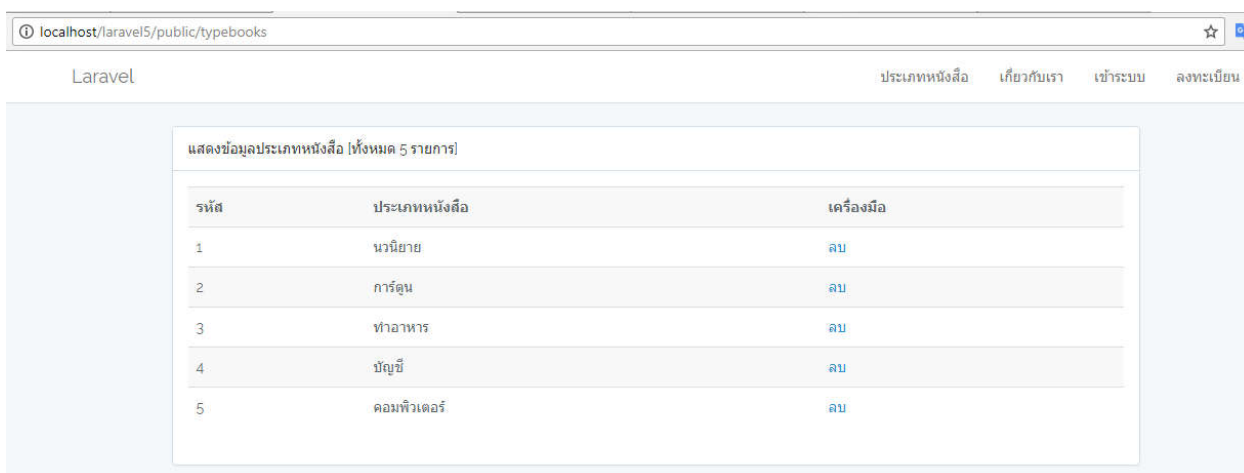 localhost/laravel5/public/typebooks
Laravel ประเภทหนังสือ เกี่ยวกับเรา เข้าระบบ ลงทะเบียน
แสดงข้อมูลประเภทหนังสือ [ทั้งหมด 5 รายการ]
รหัส ประเภทหนังสือ เครื่องมือ
1 นวนิยาย ลบ
2 การ์ตูน ลบ
3 ทำอาหาร ลบ
4 บัญชี ลบ
5 คอมพิวเตอร์ ลบ